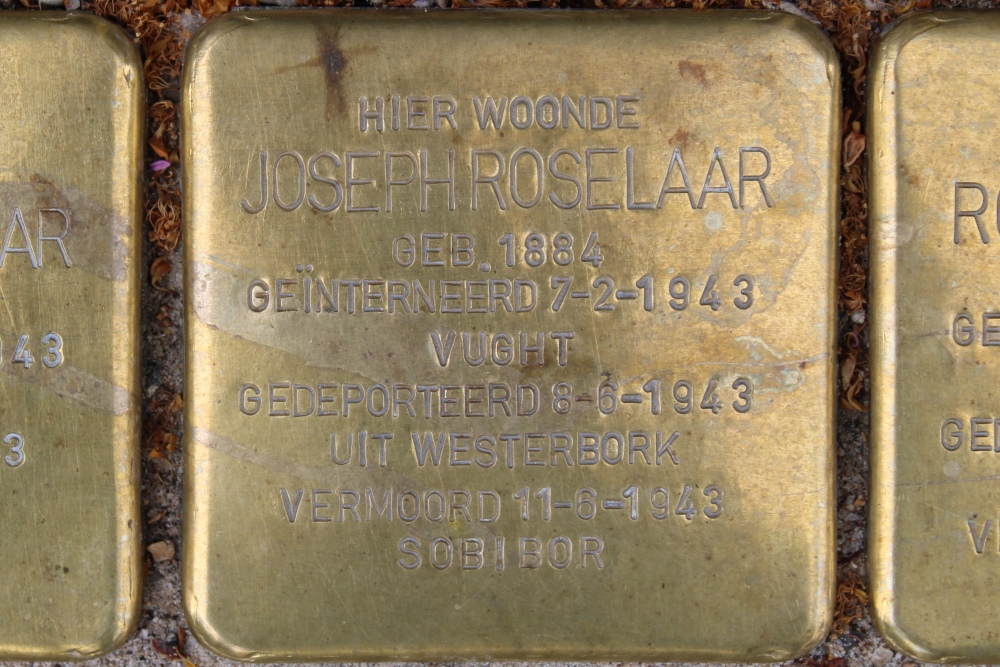 HIER WOONDE
JOSEPH ROSELAAR
GEB. 1884
GEÏNTERNEERD 7-2-1943
VUGHT
GEDEPORTEERD 8-6-1943
UIT WESTERBORK
VERMOORD 11-6-1943
SOBIBOR